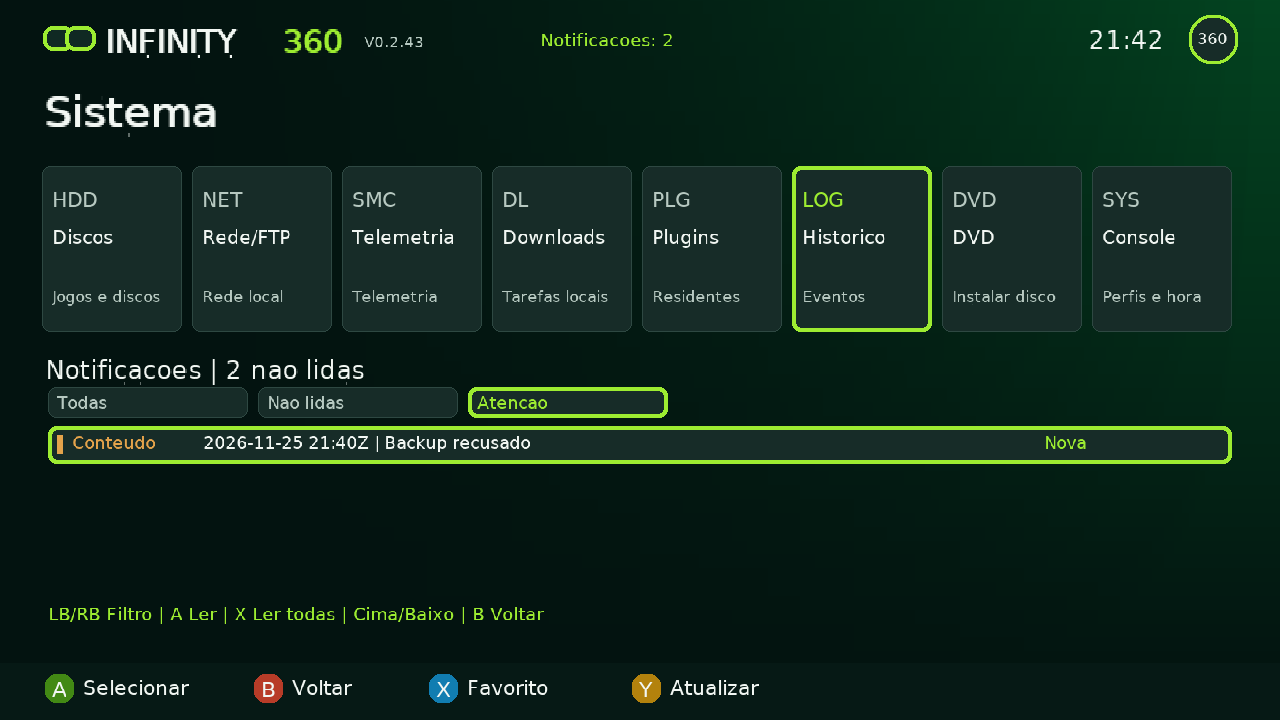 INFINITY 360 V0.2.43 Notificacoes: 2 21:42 360
Sistema
HDD NET SMC DL PLG LOG DVD SYS
Discos Rede/FTP Telemetria Downloads Plugins Historico DVD Console
Jogos e discos Rede local Telemetria Tarefas locais Residentes Eventos Instalar disco Perfis e hora
Notificacoes | 2 nao lidas
Todas Nao lidas Atencao
Conteudo 2026-11-25 21:40Z | Backup recusado Nova
LB/RB Filtro | A Ler | X Ler todas | Cima/Baixo | B Voltar
A Selecionar B Voltar X Favorito Y Atualizar